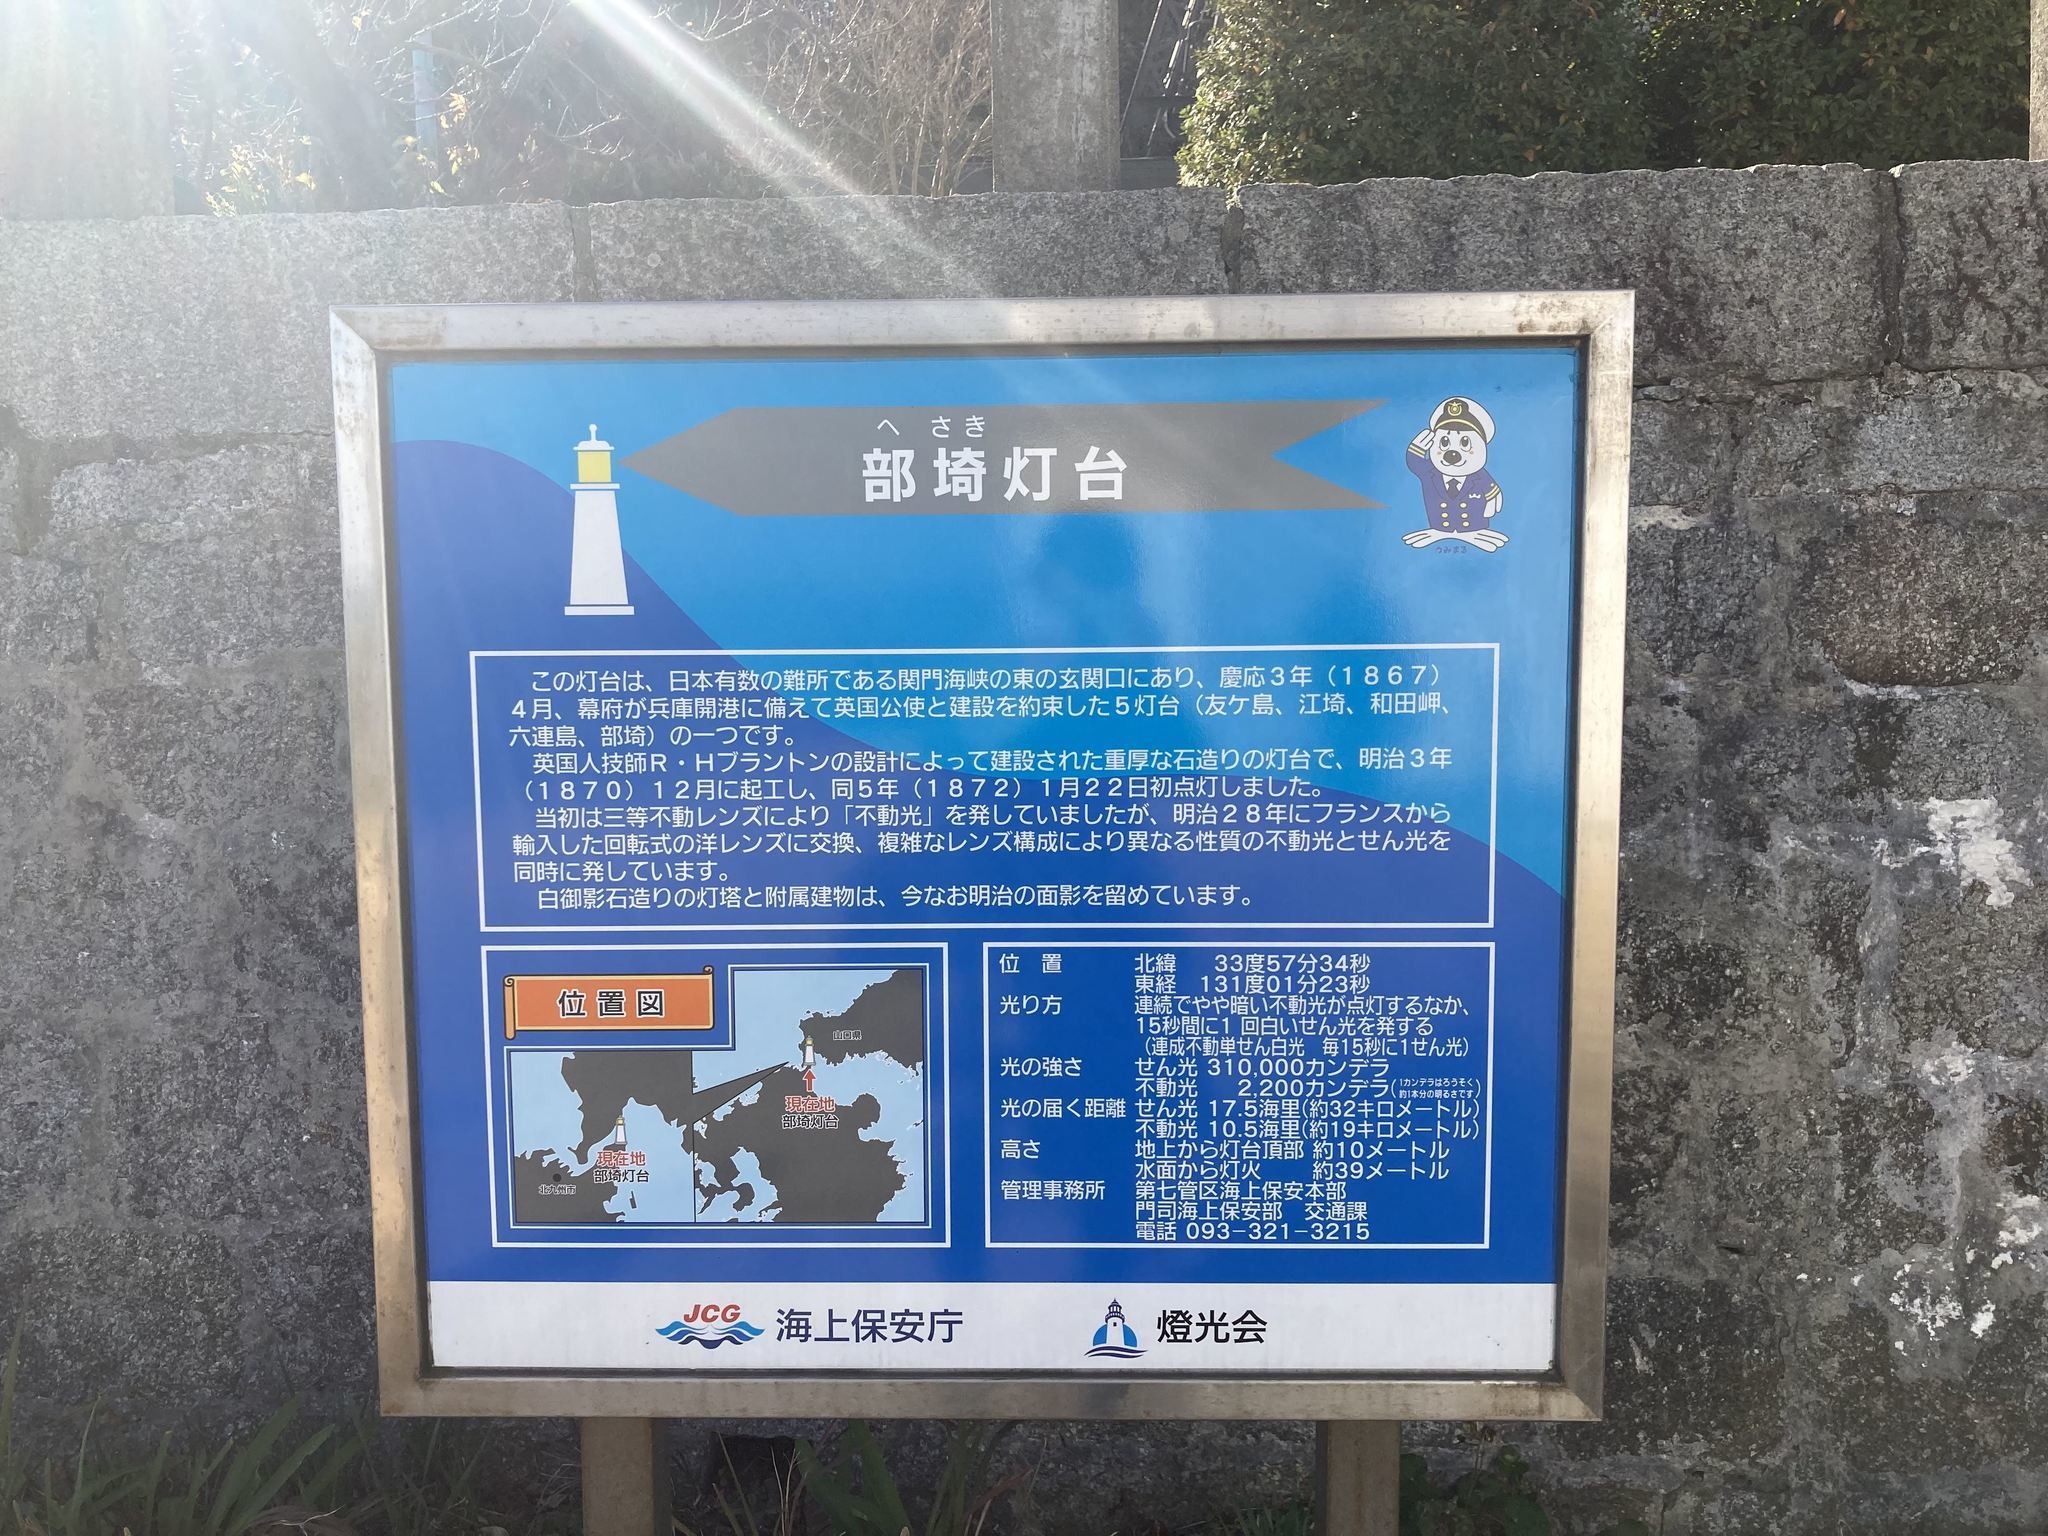 へさき
部埼灯台
うみまる
この灯台は、日本有数の難所である関門海峡の東の玄関口にあり、慶応3年(1867)
4月、幕府が兵庫開港に備えて英国公使と建設を約束した5灯台(友ケ島、江埼、和田岬、
六連島、部埼)の一つです。
英国人技師R・Hブラントンの設計によって建設された重厚な石造りの灯台で、明治3年
(1870)12月に起工し、同5年(1872)1月22日初点灯しました。
当初は三等不動レンズにより「不動光」を発していましたが、明治28年にフランスから
輸入した回転式の洋レンズに交換、複雑なレンズ構成により異なる性質の不動光とせん光を
同時に発しています。
白御影石造りの灯塔と附属建物は、今なお明治の面影を留めています。
位置図
山口県
現在地
部埼灯台
現在地
部埼灯台
北九州市
位置 北緯 33度57分34秒
東経 131度01分23秒
光り方 連続でやや暗い不動光が点灯するなか、
15秒間に1回白いせん光を発する
(連成不動単せん白光 毎15秒に1せん光)
光の強さ せん光 310,000カンデラ
不動光 2,200カンデラ(1カンデラはろうそく約1本分の明るさです)
光の届く距離 せん光 17.5海里(約32キロメートル)
不動光 10.5海里(約19キロメートル)
高さ 地上から灯台頂部 約10メートル
水面から灯火 約39メートル
管理事務所 第七管区海上保安本部
門司海上保安部 交通課
電話 093-321-3215
JCG 海上保安庁 燈光会